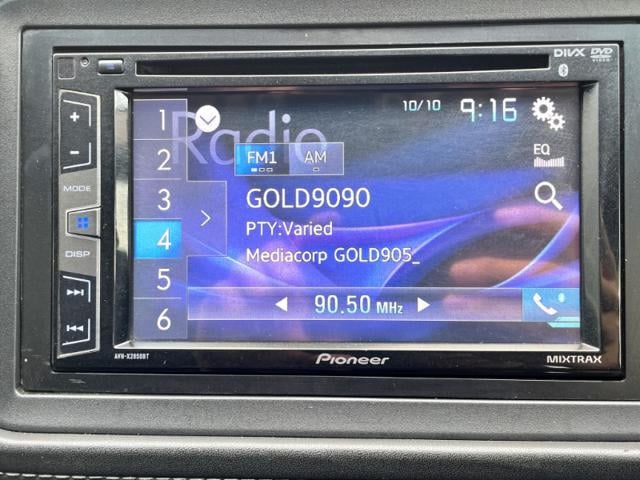 DIVX DVD VIDEO
Radio
10/10 9:16
1
2
3
4
5
6
FM1 AM
EQ
GOLD9090
PTY:Varied
Mediacorp GOLD905_
90.50 MHz
+
-
MODE
DISP
AVH-X2850BT
Pioneer
MIXTRAX